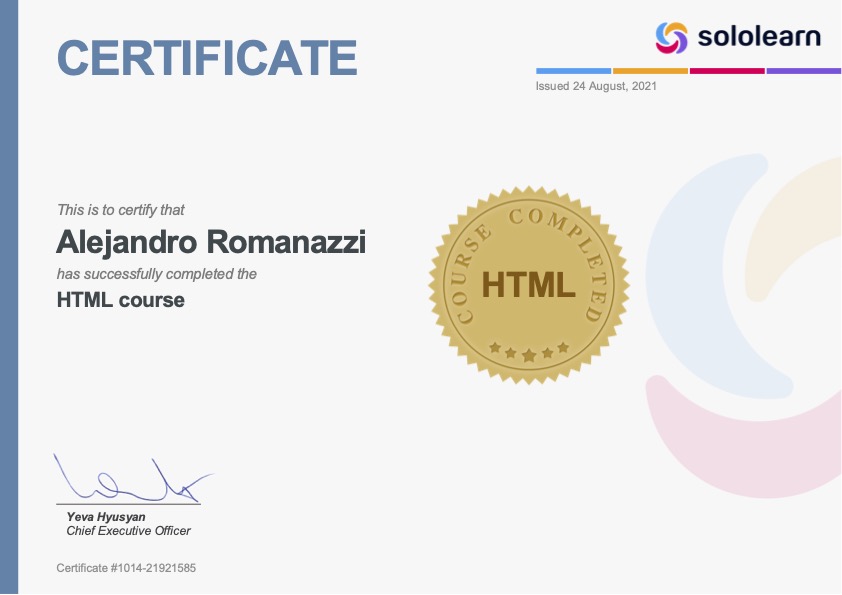 CERTIFICATE
sololearn
Issued 24 August, 2021
This is to certify that
Alejandro Romanazzi
has successfully completed the
HTML course
COURSE COMPLETED
HTML
Yeva Hyusyan
Chief Executive Officer
Certificate #1014-21921585